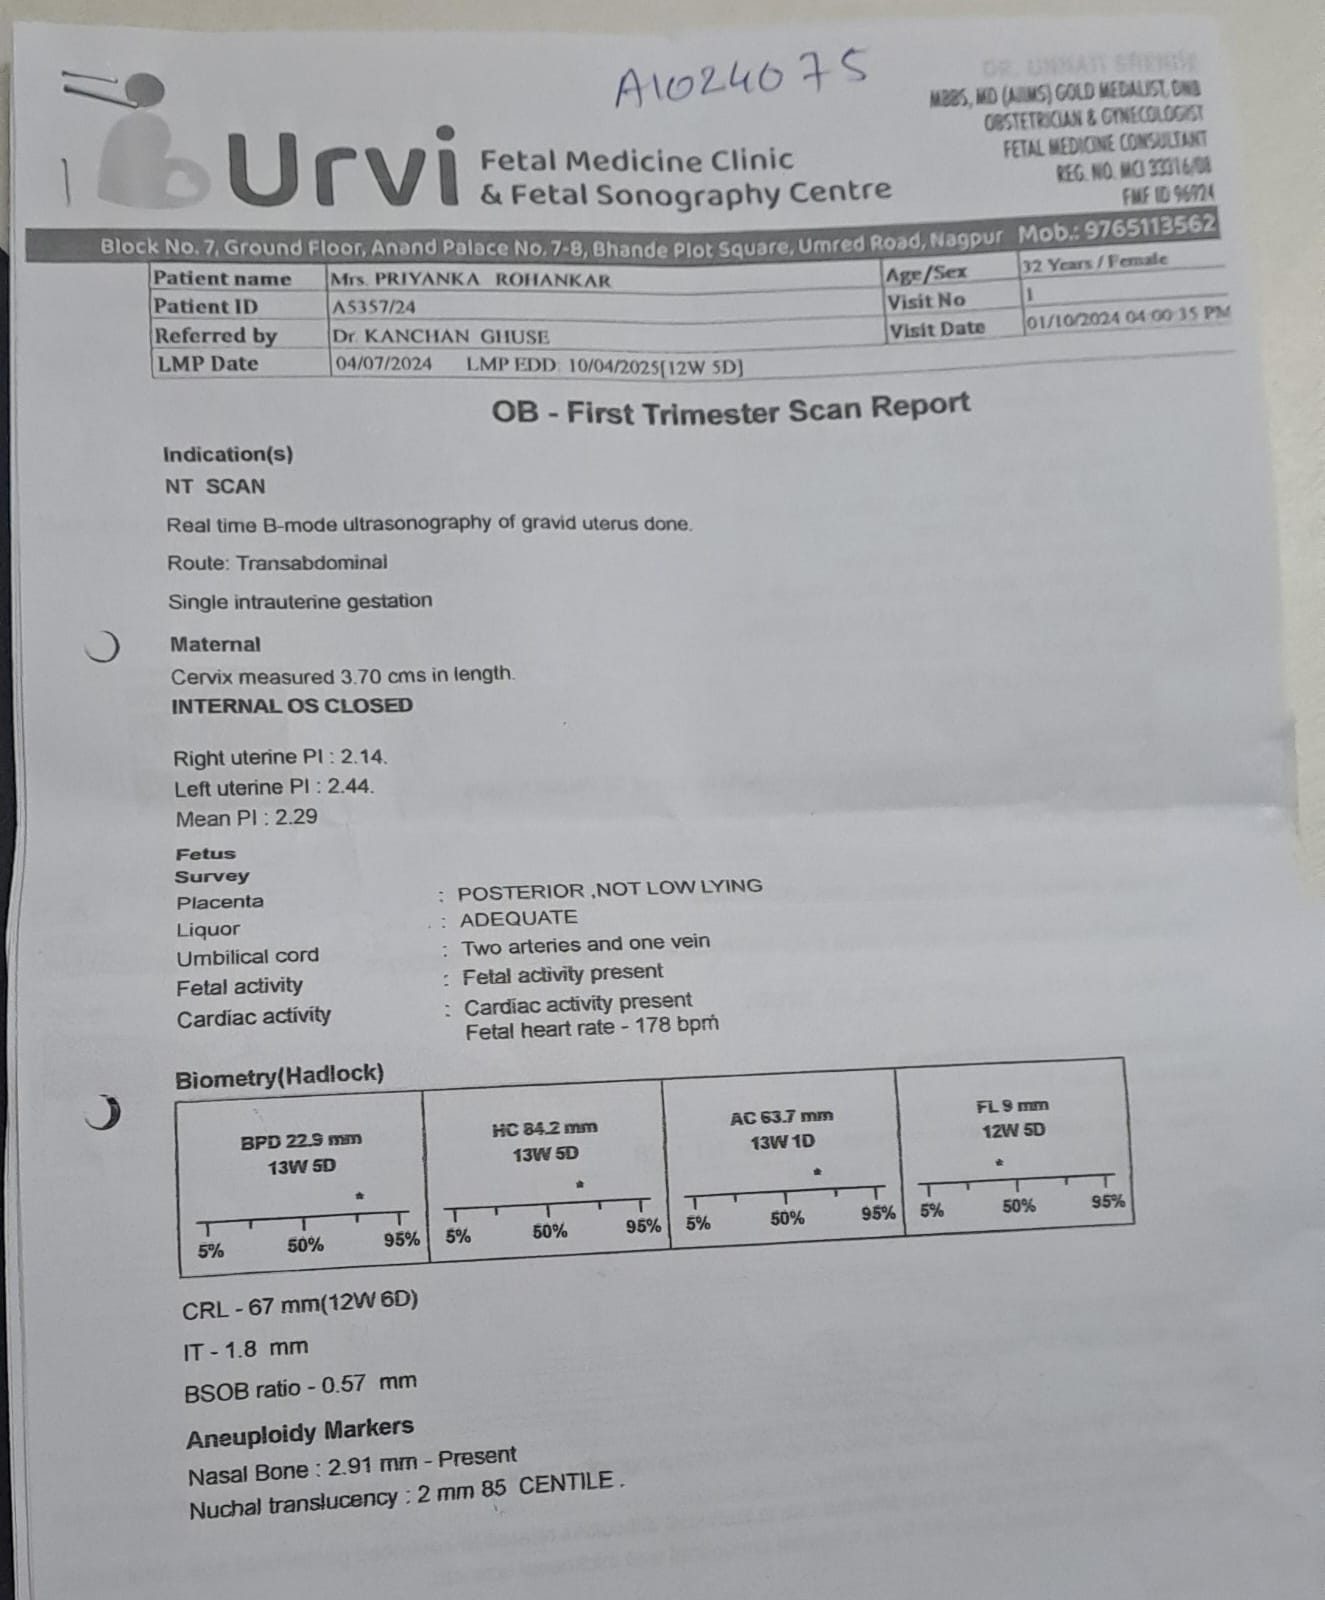 A1024075
DR. UNNATI SHENDE
MBBS, MD (AIIMS) GOLD MEDALIST, DNB
OBSTETRICIAN & GYNECOLOGIST
FETAL MEDICINE CONSULTANT
REG. NO. MCI 33316/08
FMF ID 96924
Urvi Fetal Medicine Clinic
& Fetal Sonography Centre
Block No. 7, Ground Floor, Anand Palace No. 7-8, Bhande Plot Square, Umred Road, Nagpur Mob.: 9765113562
Patient name Mrs. PRIYANKA ROHANKAR Age/Sex 32 Years / Female
Patient ID A5357/24 Visit No 1
Referred by Dr. KANCHAN GHUSE Visit Date 01/10/2024 04:00:35 PM
LMP Date 04/07/2024 LMP EDD: 10/04/2025[12W 5D]
OB - First Trimester Scan Report
Indication(s)
NT SCAN
Real time B-mode ultrasonography of gravid uterus done.
Route: Transabdominal
Single intrauterine gestation
Maternal
Cervix measured 3.70 cms in length.
INTERNAL OS CLOSED
Right uterine PI : 2.14.
Left uterine PI : 2.44.
Mean PI : 2.29
Fetus
Survey
Placenta : POSTERIOR ,NOT LOW LYING
Liquor : ADEQUATE
Umbilical cord : Two arteries and one vein
Fetal activity : Fetal activity present
Cardiac activity : Cardiac activity present
Fetal heart rate - 178 bpm
Biometry(Hadlock)
BPD 22.9 mm HC 84.2 mm AC 63.7 mm FL 9 mm
13W 5D 13W 5D 13W 1D 12W 5D
* * * *
5% 50% 95% 5% 50% 95% 5% 50% 95% 5% 50% 95%
CRL - 67 mm(12W 6D)
IT - 1.8 mm
BSOB ratio - 0.57 mm
Aneuploidy Markers
Nasal Bone : 2.91 mm - Present
Nuchal translucency : 2 mm 85 CENTILE .